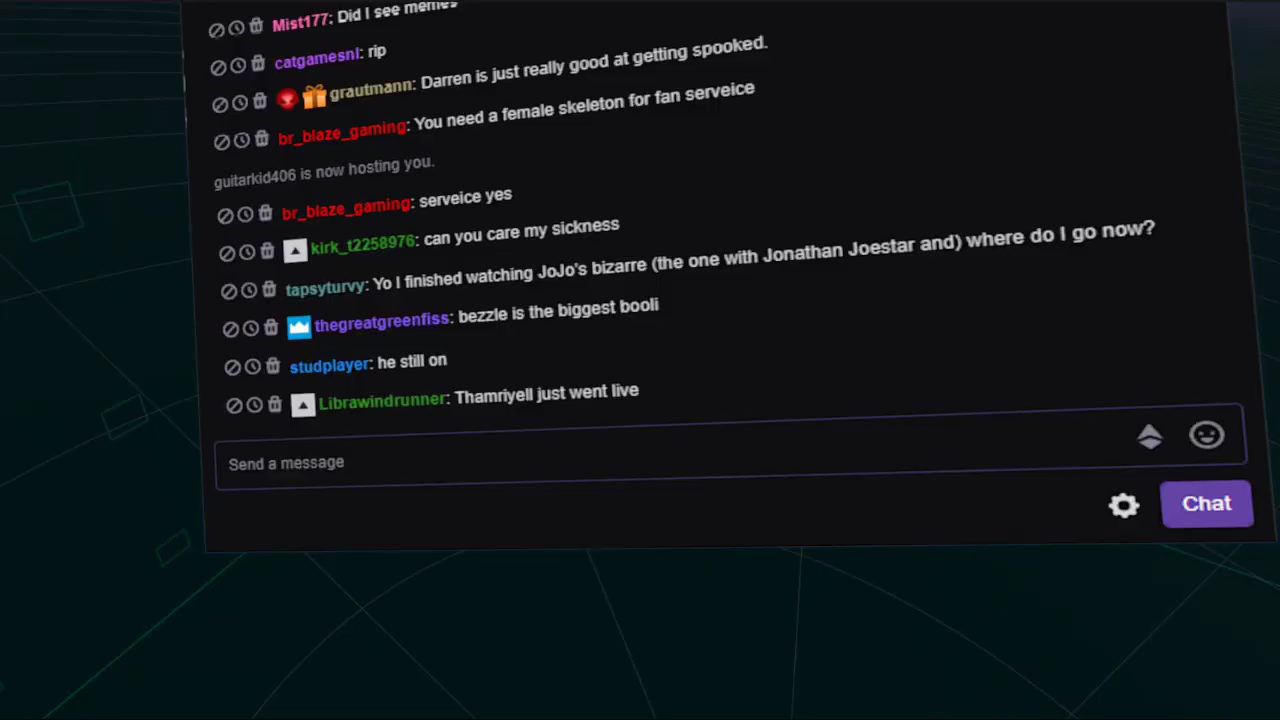 Mist177: Did I see memes
catgamesnl: rip
grautmann: Darren is just really good at getting spooked.
br_blaze_gaming: You need a female skeleton for fan serveice
guitarkid406 is now hosting you.
br_blaze_gaming: serveice yes
kirk_t2258976: can you care my sickness
tapsyturvy: Yo I finished watching JoJo's bizarre (the one with Jonathan Joestar and) where do I go now?
thegreatgreenfiss: bezzle is the biggest booli
studplayer: he still on
Librawindrunner: Thamriyell just went live
Send a message
Chat